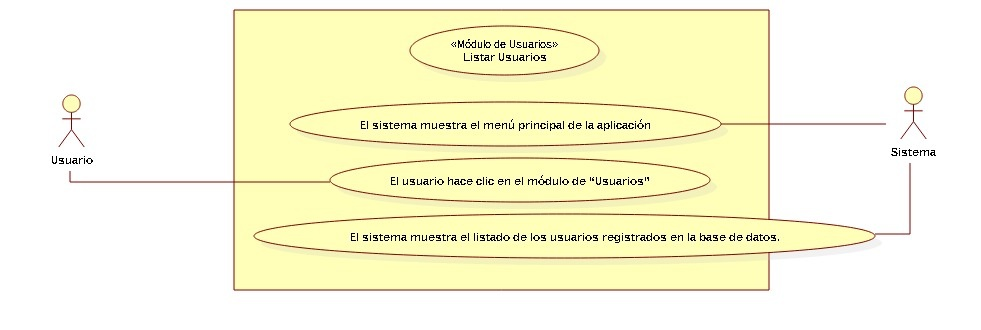 «Módulo de Usuarios»
Listar Usuarios
El sistema muestra el menú principal de la aplicación
Usuario
Sistema
El usuario hace clic en el módulo de “Usuarios”
El sistema muestra el listado de los usuarios registrados en la base de datos.